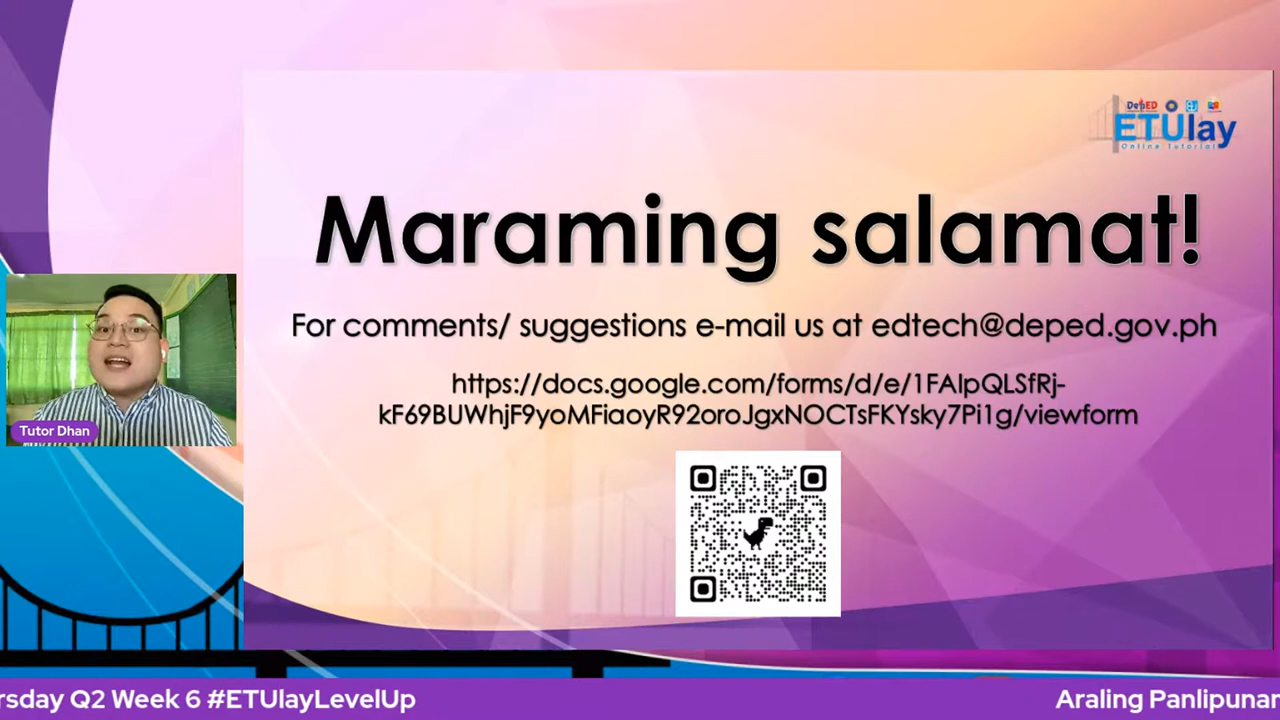 DepED
ETUlay
Online Tutorial
Maraming salamat!
For comments/ suggestions e-mail us at edtech@deped.gov.ph
https://docs.google.com/forms/d/e/1FAIpQLSfRj-
kF69BUWhjF9yoMFiaoyR92oroJgxNOCTsFKYsky7Pi1g/viewform
Tutor Dhan
rsday Q2 Week 6 #ETUlayLevelUp
Araling Panlipunan